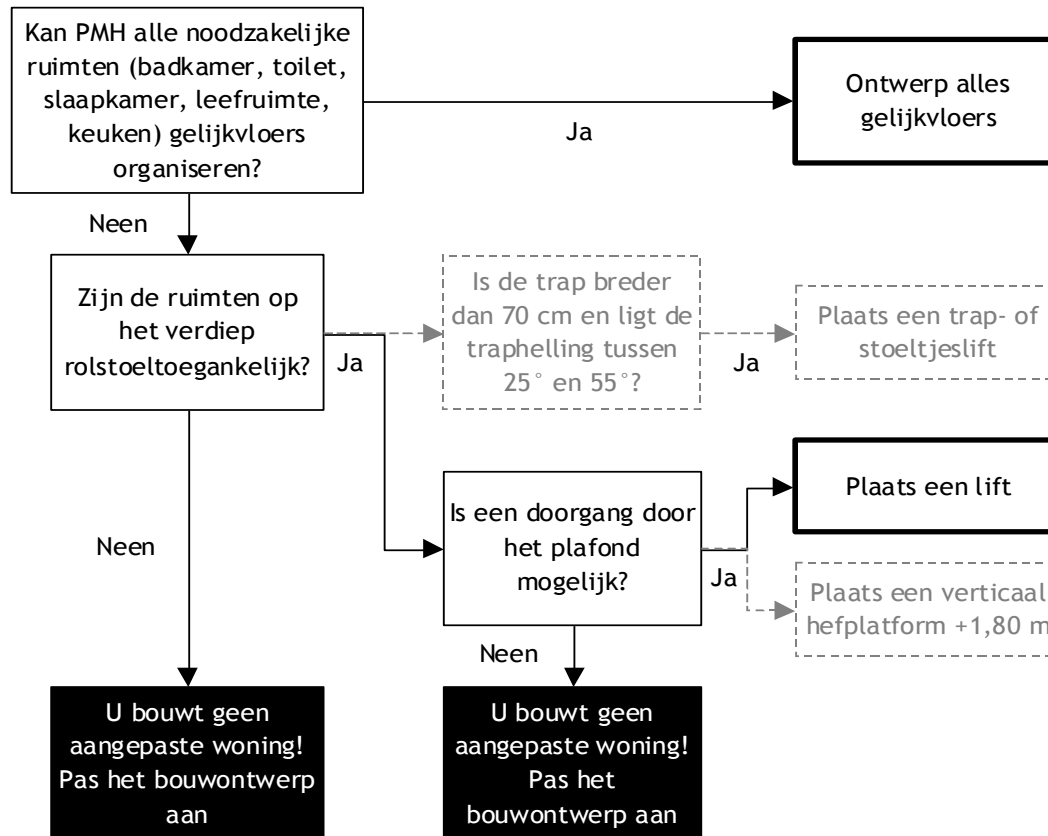 Kan PMH alle noodzakelijke
ruimten (badkamer, toilet,
slaapkamer, leefruimte,
keuken) gelijkvloers
organiseren?
Ja
Ontwerp alles
gelijkvloers
Neen
Zijn de ruimten op
het verdiep
rolstoeltoegankelijk?
Ja
Is de trap breder
dan 70 cm en ligt de
traphelling tussen
25° en 55°?
Ja
Plaats een trap- of
stoeltjeslift
Neen
Is een doorgang door
het plafond
mogelijk?
Ja
Plaats een lift
Plaats een verticaal
hefplatform +1,80 m
Neen
U bouwt geen
aangepaste woning!
Pas het bouwontwerp
aan
U bouwt geen
aangepaste woning!
Pas het
bouwontwerp aan